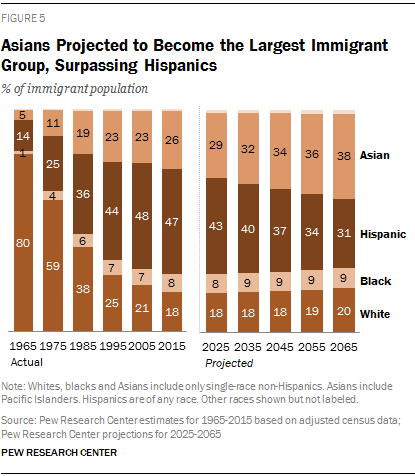 FIGURE 5
Asians Projected to Become the Largest Immigrant
Group, Surpassing Hispanics
% of immigrant population
5 11 19 23 23 26 29 32 34 36 38 Asian
14 25 36 44 48 47 43 40 37 34 31 Hispanic
1 4 6 7 7 8 8 9 9 9 9 Black
80 59 38 25 21 18 18 18 18 19 20 White
1965 1975 1985 1995 2005 2015 2025 2035 2045 2055 2065
Actual Projected
Note: Whites, blacks and Asians include only single-race non-Hispanics. Asians include
Pacific Islanders. Hispanics are of any race. Other races shown but not labeled.
Source: Pew Research Center estimates for 1965-2015 based on adjusted census data;
Pew Research Center projections for 2025-2065
PEW RESEARCH CENTER